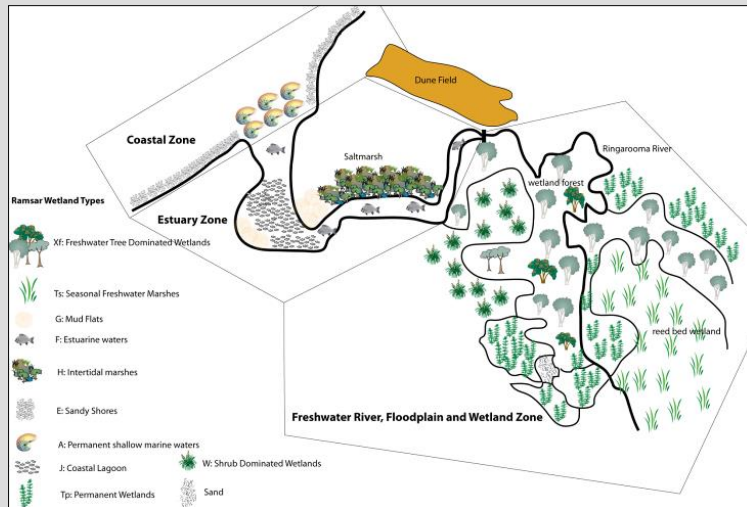 Dune Field
Coastal Zone
Saltmarsh
Ringarooma River
wetland forest
Ramsar Wetland Types
Estuary Zone
Xf: Freshwater Tree Dominated Wetlands
Ts: Seasonal Freshwater Marshes
G: Mud Flats
F: Estuarine waters
reed bed wetland
H: Intertidal marshes
E: Sandy Shores
Freshwater River, Floodplain and Wetland Zone
A: Permanent shallow marine waters
J: Coastal Lagoon
W: Shrub Dominated Wetlands
Tp: Permanent Wetlands
Sand